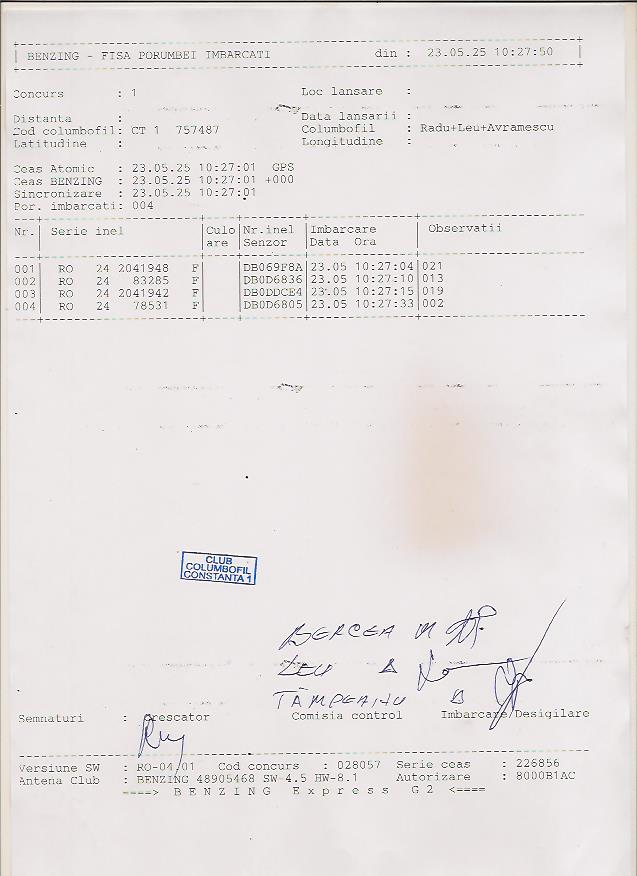 BENZING - FISA PORUMBEI IMBARCATI din : 23.05.25 10:27:50
Concurs : 1 Loc lansare :
Distanta : Data lansarii :
Cod columbofil: CT 1 757487 Columbofil : Radu+Leu+Avramescu
Latitudine : Longitudine :
Ceas Atomic : 23.05.25 10:27:01 GPS
Ceas BENZING : 23.05.25 10:27:01 +000
Sincronizare : 23.05.25 10:27:01
Por. imbarcati: 004
Nr.| Serie inel |Culo|Nr.inel |Imbarcare | Observatii
| |are |Senzor |Data Ora |
001| RO 24 2041948 F| |DB069F8A|23.05 10:27:04|021
002| RO 24 83285 F| |DB0D6836|23.05 10:27:10|013
003| RO 24 2041942 F| |DB0DDCE4|23.05 10:27:15|019
004| RO 24 78531 F| |DB0D6805|23.05 10:27:33|002
CLUB
COLUMBOFIL
CONSTANTA 1
BERCEA M
LEU A
TÂMPEANU B
Semnaturi : Crescator Comisia control Imbarcare/Desigilare
Versiune SW : RO-04/01 Cod concurs : 028057 Serie ceas : 226856
Antena Club : BENZING 48905468 SW-4.5 HW-8.1 Autorizare : 8000B1AC
====> B E N Z I N G E x p r e s s G 2 <====